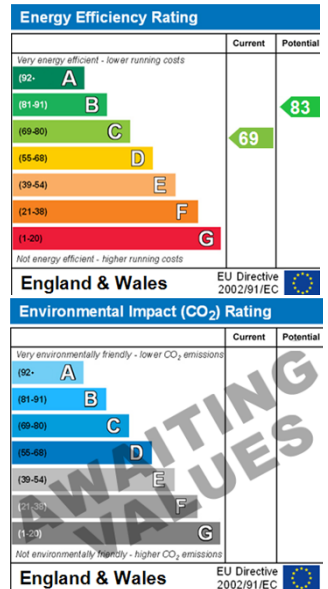 Energy Efficiency Rating
Current Potential
Very energy efficient - lower running costs
(92- A
(81-91) B
(69-80) C
(55-68) D
(39-54) E
(21-38) F
(1-20) G
69
83
Not energy efficient - higher running costs
England & Wales
EU Directive
2002/91/EC
Environmental Impact (CO2) Rating
Current Potential
Very environmentally friendly - lower CO2 emissions
(92- A
(81-91) B
(69-80) C
(55-68) D
(39-54) E
(21-38) F
(1-20) G
AWAITING
VALUES
Not environmentally friendly - higher CO2 emissions
England & Wales
EU Directive
2002/91/EC